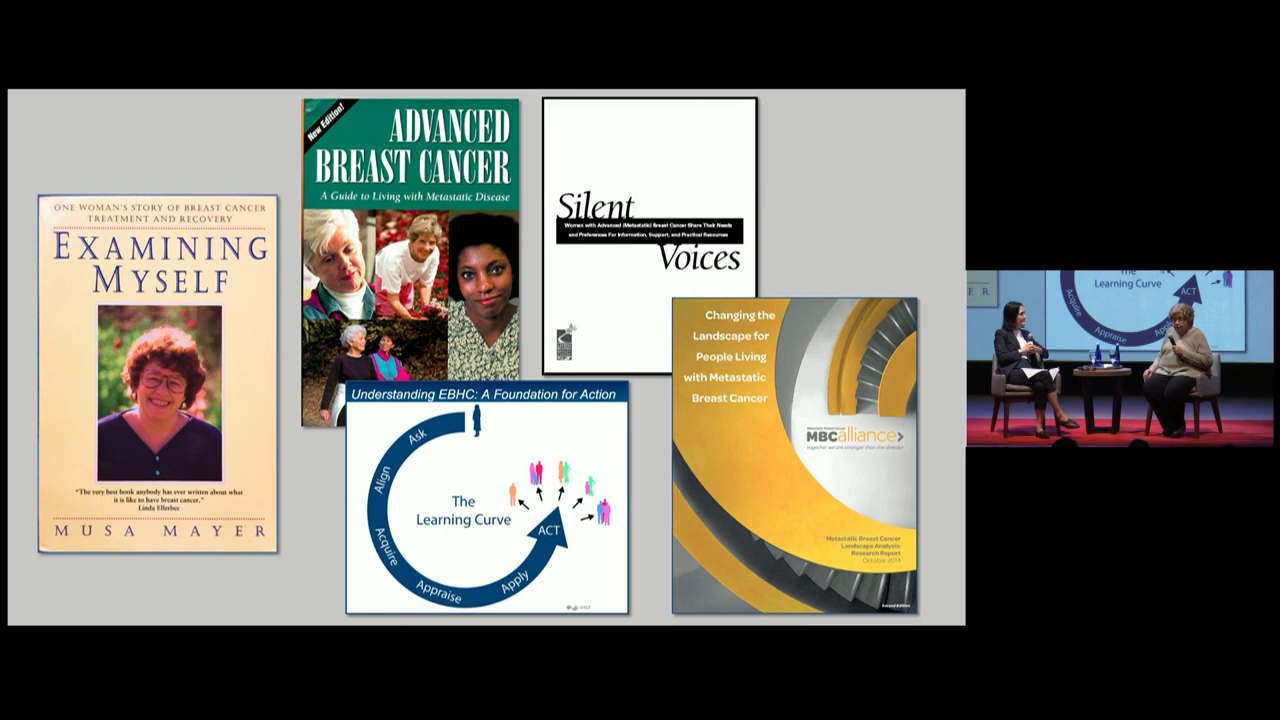 ONE WOMAN'S STORY OF BREAST CANCER
TREATMENT AND RECOVERY
EXAMINING
MYSELF
"The very best book anybody has ever written about what
it is like to have breast cancer."
Linda Ellerbee
MUSA MAYER
New Edition!
ADVANCED
BREAST CANCER
A Guide to Living with Metastatic Disease
Silent
Women with Advanced (Metastatic) Breast Cancer Share Their Needs
and Preferences For Information, Support, and Practical Resources
Voices
Understanding EBHC: A Foundation for Action
Ask
Align
Acquire
Appraise
Apply
ACT
The
Learning Curve
Changing the
Landscape for
People Living
with Metastatic
Breast Cancer
Metastatic Breast Cancer
MBCalliance
together we are stronger than the disease
Metastatic Breast Cancer
Landscape Analysis:
Research Report
October 2014
Second Edition
E R
The
Learning Curve
ACT
Acquire
Appraise